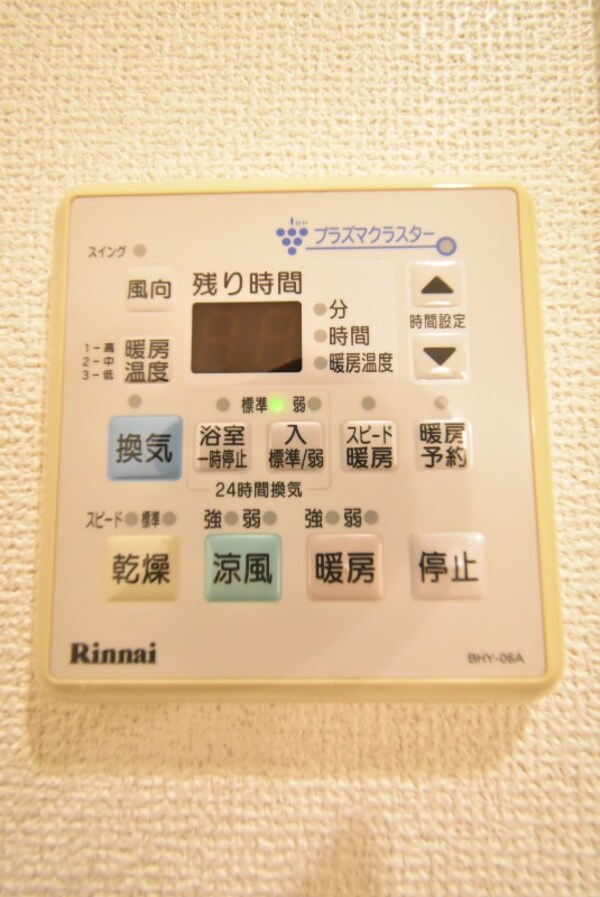 ion プラズマクラスター
スイング
風向
残り時間
分
時間
暖房温度
時間設定
1-高
2-中
3-低
暖房
温度
標準 弱
換気
浴室
一時停止
入
標準/弱
スピード
暖房
暖房
予約
24時間換気
スピード 標準
強 弱
強 弱
乾燥
涼風
暖房
停止
Rinnai
BHY-06A